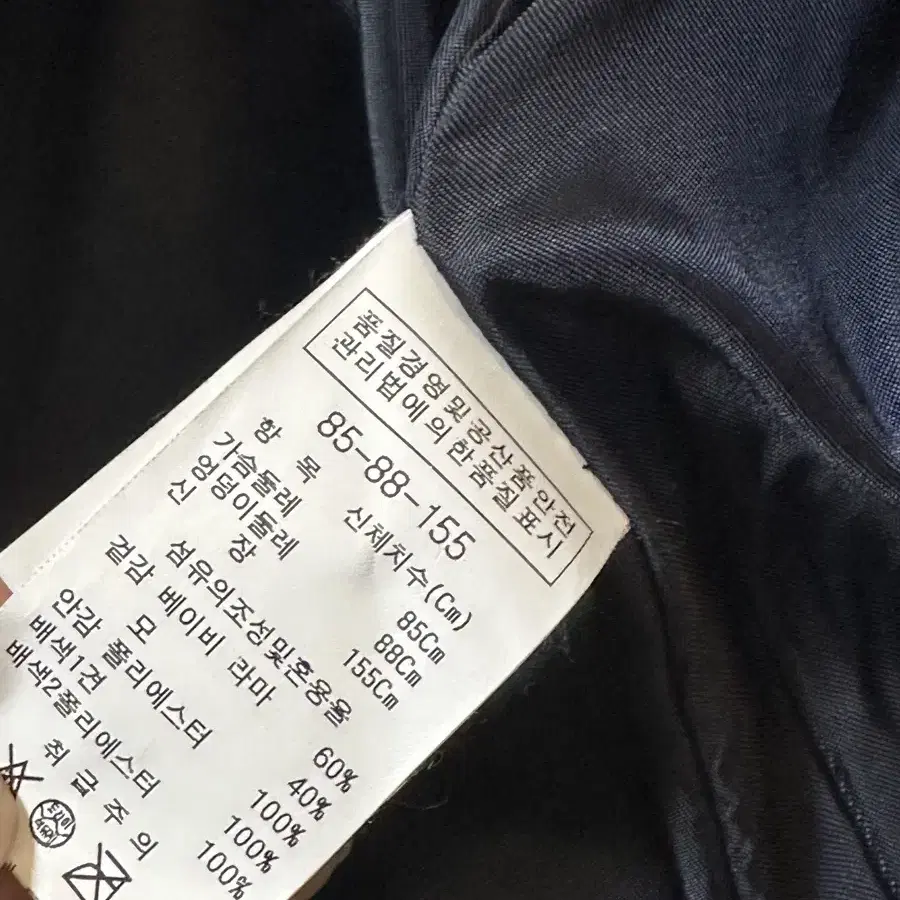 품질경영및공산품안전
관리법에의한품질표시
85-88-155
항 목 신체치수(Cm)
가슴둘레 85Cm
엉덩이둘레 88Cm
신 장 155Cm
섬유의조성및혼용율
겉감 베이비 라마 60%
모 40%
안감 폴리에스터 100%
배색1견 100%
배색2폴리에스터 100%
취 급 주 의